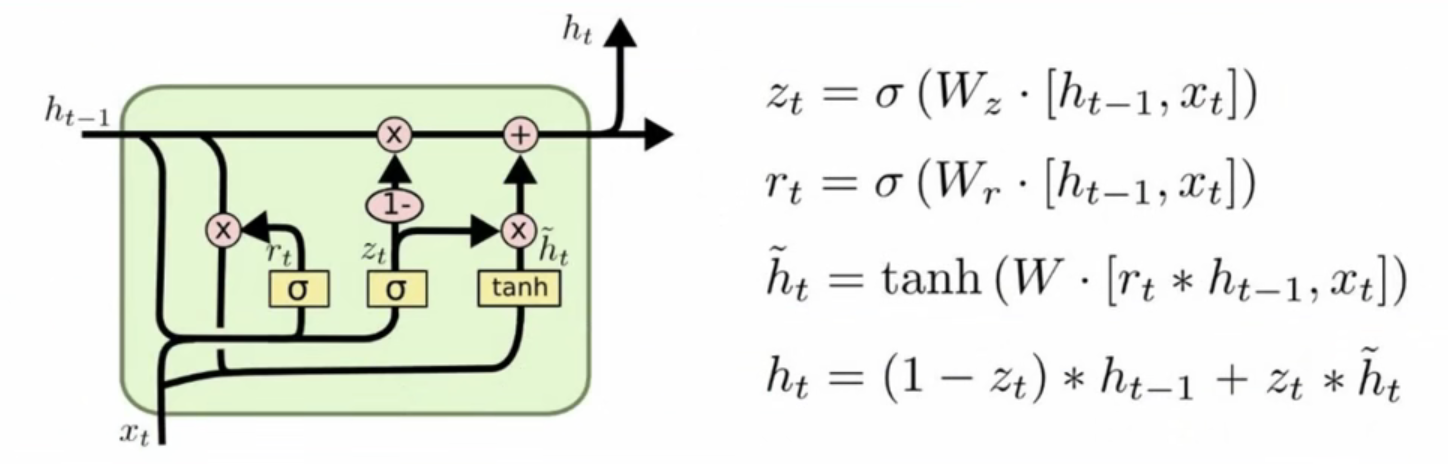 h_t
h_{t-1}
x
+
1-
x
r_t
z_t
x
h̃_t
σ
σ
tanh
x_t
z_t = σ (W_z · [h_{t-1}, x_t])
r_t = σ (W_r · [h_{t-1}, x_t])
h̃_t = tanh (W · [r_t * h_{t-1}, x_t])
h_t = (1 − z_t) * h_{t-1} + z_t * h̃_t